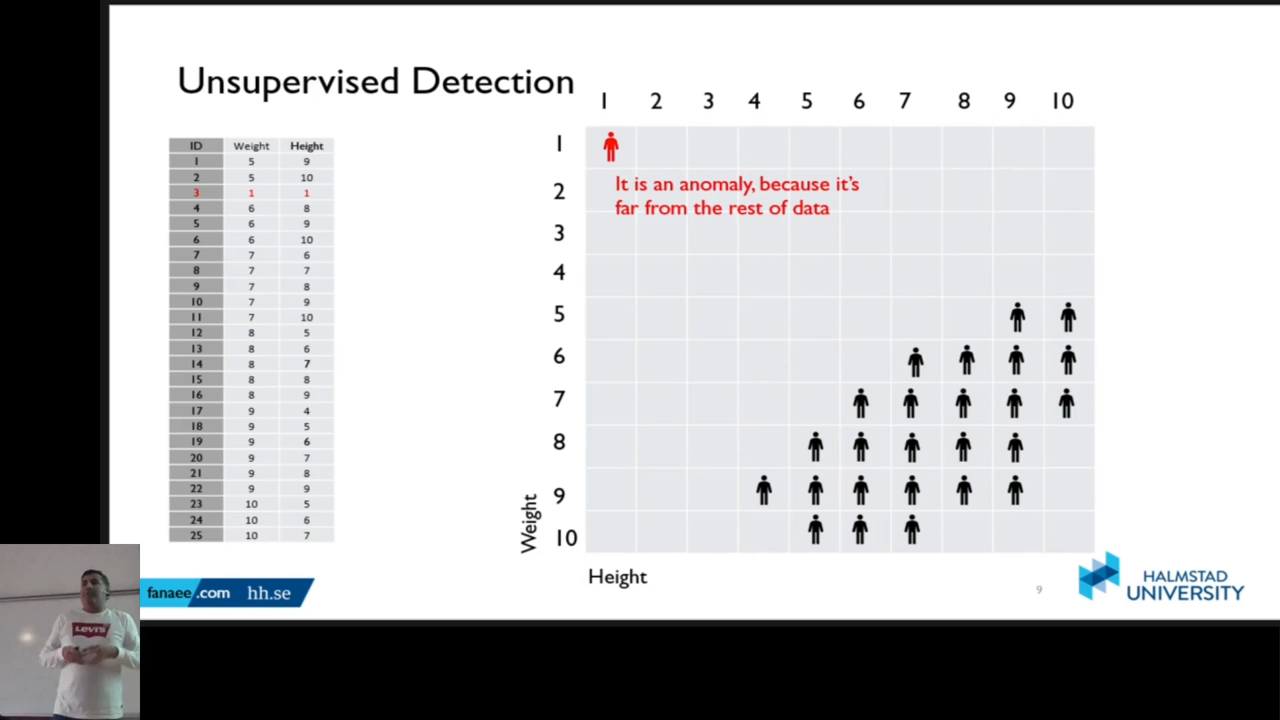 Unsupervised Detection
1 2 3 4 5 6 7 8 9 10
ID Weight Height
1 5 9
2 5 10
3 1 1
4 6 8
5 6 9
6 6 10
7 7 6
8 7 7
9 7 8
10 7 9
11 7 10
12 8 5
13 8 6
14 8 7
15 8 8
16 8 9
17 9 4
18 9 5
19 9 6
20 9 7
21 9 8
22 9 9
23 10 5
24 10 6
25 10 7
1
2
3
4
5
6
7
8
9
10
It is an anomaly, because it's
far from the rest of data
Weight
Height
fanaee.com hh.se
9
HALMSTAD
UNIVERSITY
LEVI'S